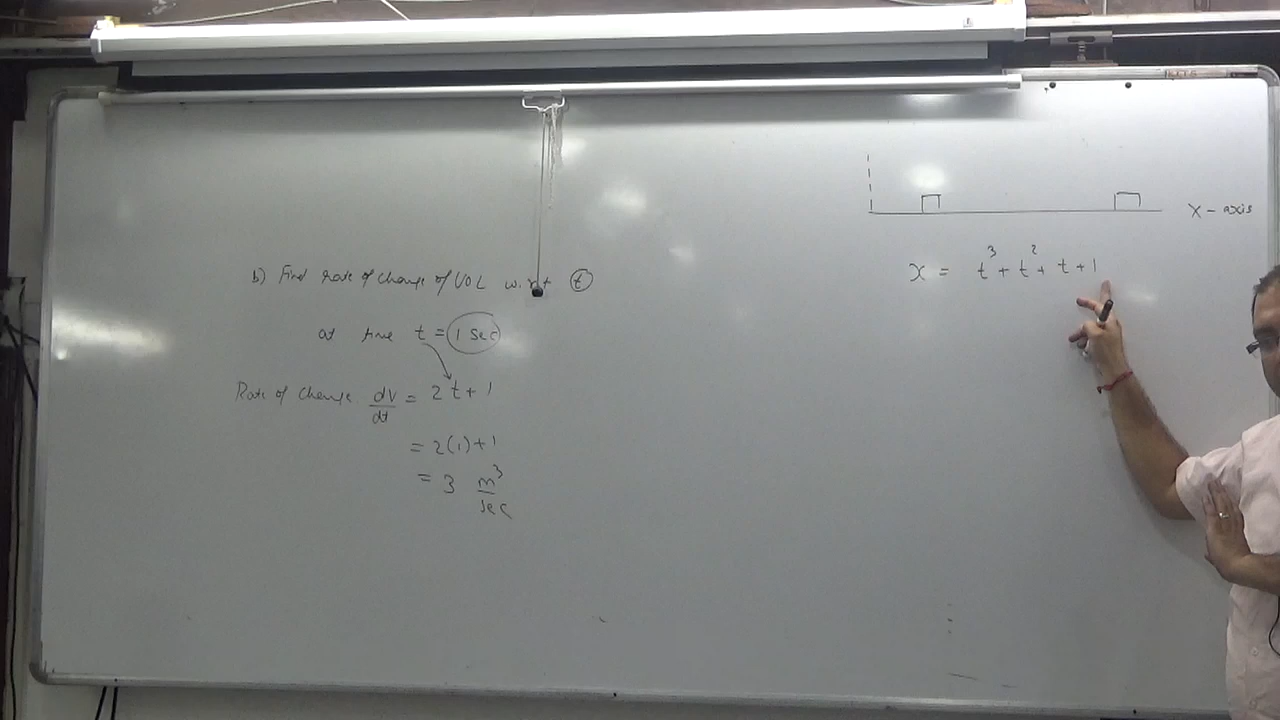 b) Find rate of change of VOL w.r.t t
at time t = 1 sec
Rate of change dv/dt = 2t + 1
= 2(1) + 1
= 3 m³/sec
X - axis
x = t³ + t² + t + 1